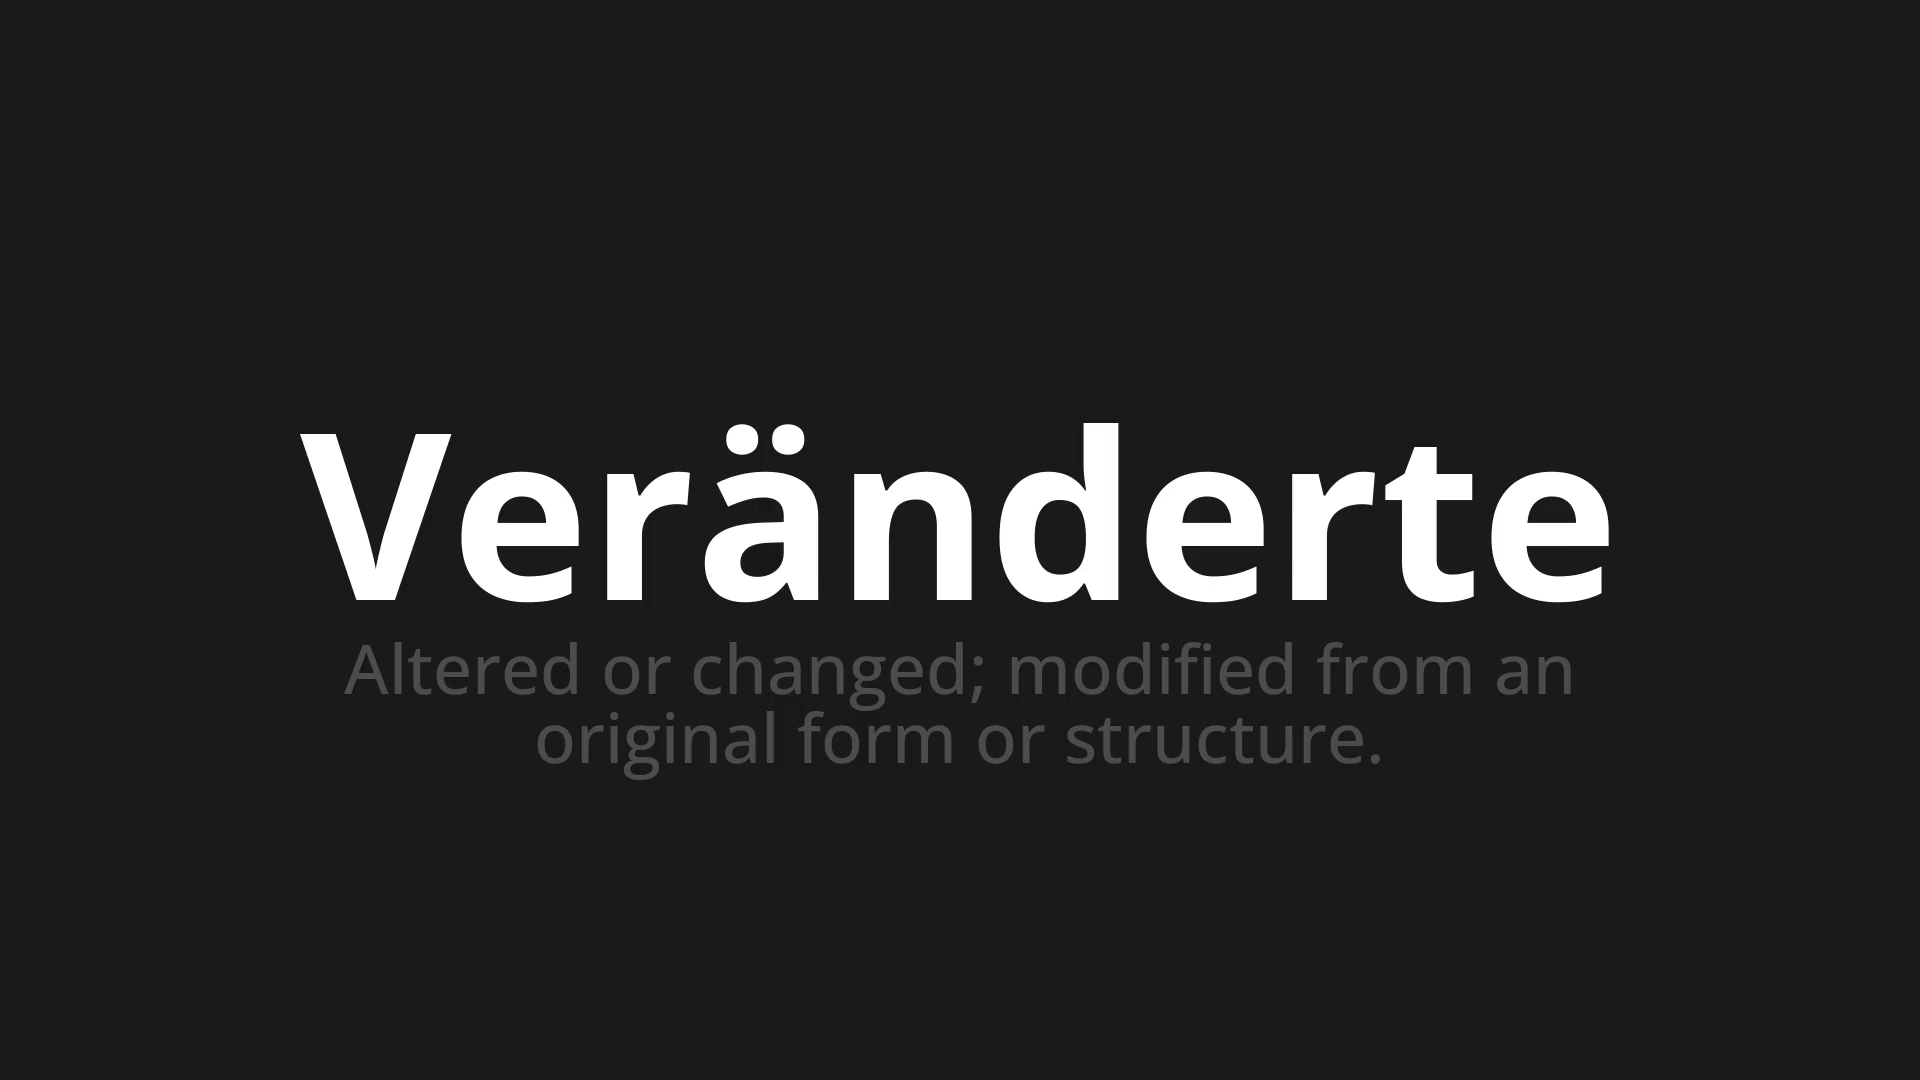 Veränderte
Altered or changed; modified from an
original form or structure.